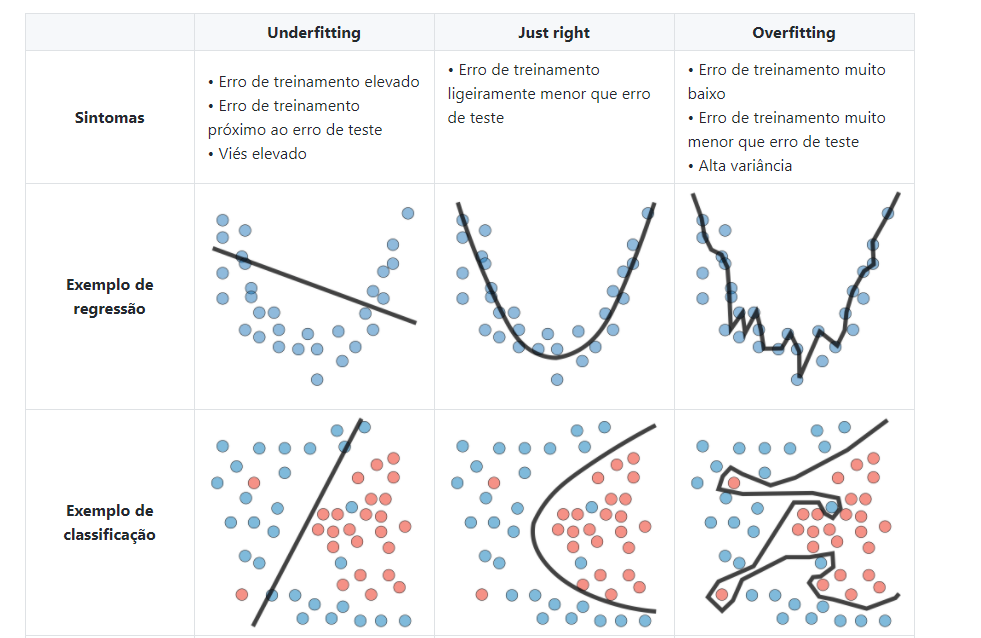 Underfitting
Just right
Overfitting
Sintomas
• Erro de treinamento elevado
• Erro de treinamento
próximo ao erro de teste
• Viés elevado
• Erro de treinamento
ligeiramente menor que erro
de teste
• Erro de treinamento muito
baixo
• Erro de treinamento muito
menor que erro de teste
• Alta variância
Exemplo de
regressão
Exemplo de
classificação